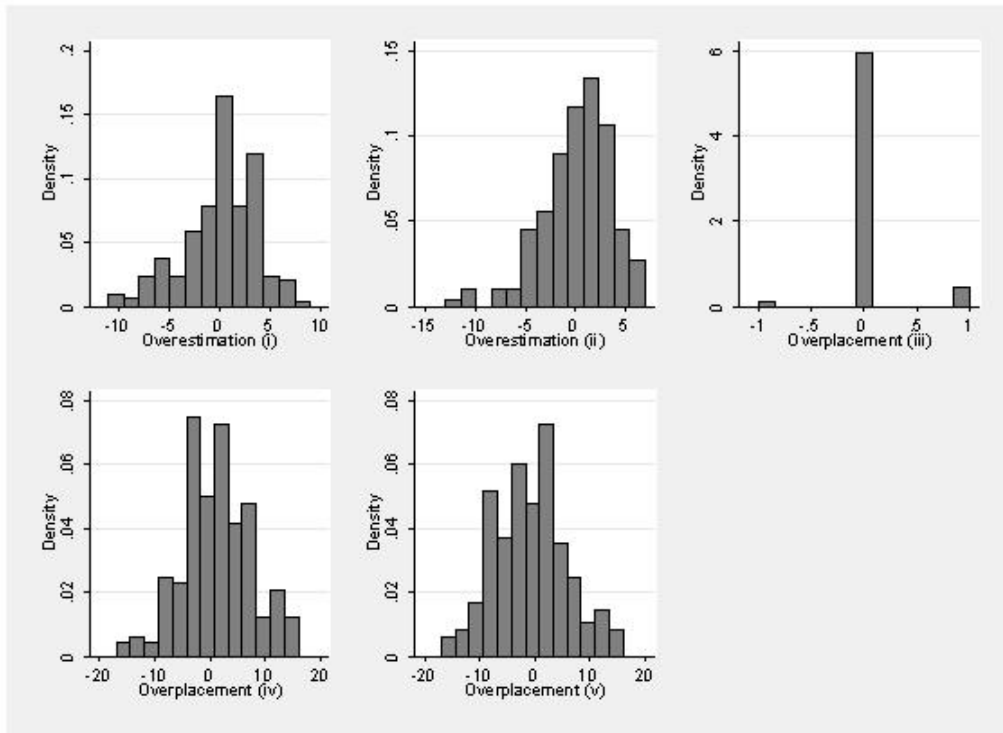 Density
0 .05 .1 .15 .2
-10 -5 0 5 10
Overestimation (i)
Density
0 .05 .1 .15
-15 -10 -5 0 5
Overestimation (ii)
Density
0 2 4 6
-1 -.5 0 .5 1
Overplacement (iii)
Density
0 .02 .04 .06 .08
-20 -10 0 10 20
Overplacement (iv)
Density
0 .02 .04 .06 .08
-20 -10 0 10 20
Overplacement (v)